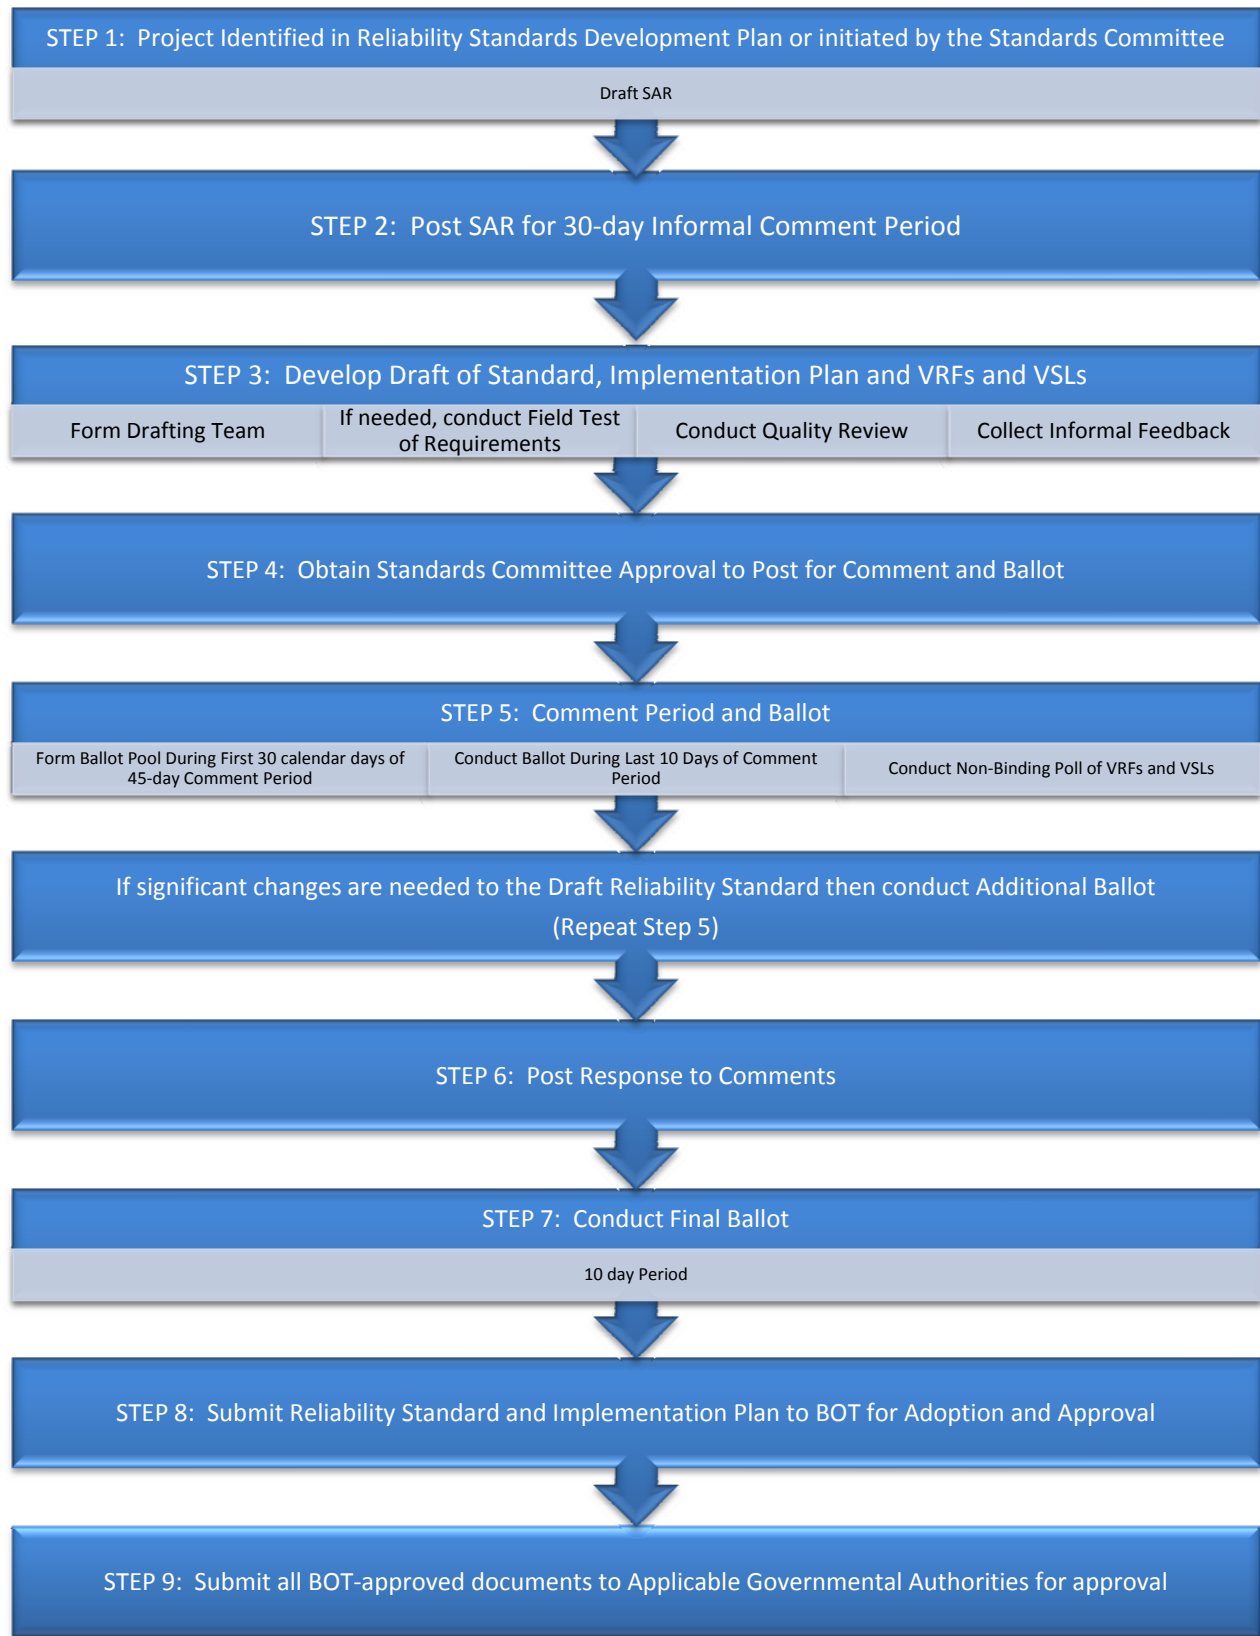 STEP 1:  Project Identified in Reliability Standards Development Plan or initiated by the Standards Committee
Draft SAR
STEP 2:  Post SAR for 30-day Informal Comment Period
STEP 3:  Develop Draft of Standard, Implementation Plan and VRFs and VSLs
Form Drafting Team
If needed, conduct Field Test
of Requirements
Conduct Quality Review
Collect Informal Feedback
STEP 4:  Obtain Standards Committee Approval to Post for Comment and Ballot
STEP 5:  Comment Period and Ballot
Form Ballot Pool During First 30 calendar days of
45-day Comment Period
Conduct Ballot During Last 10 Days of Comment
Period
Conduct Non-Binding Poll of VRFs and VSLs
If significant changes are needed to the Draft Reliability Standard then conduct Additional Ballot
(Repeat Step 5)
STEP 6:  Post Response to Comments
STEP 7:  Conduct Final Ballot
10 day Period
STEP 8:  Submit Reliability Standard and Implementation Plan to BOT for Adoption and Approval
STEP 9:  Submit all BOT-approved documents to Applicable Governmental Authorities for approval